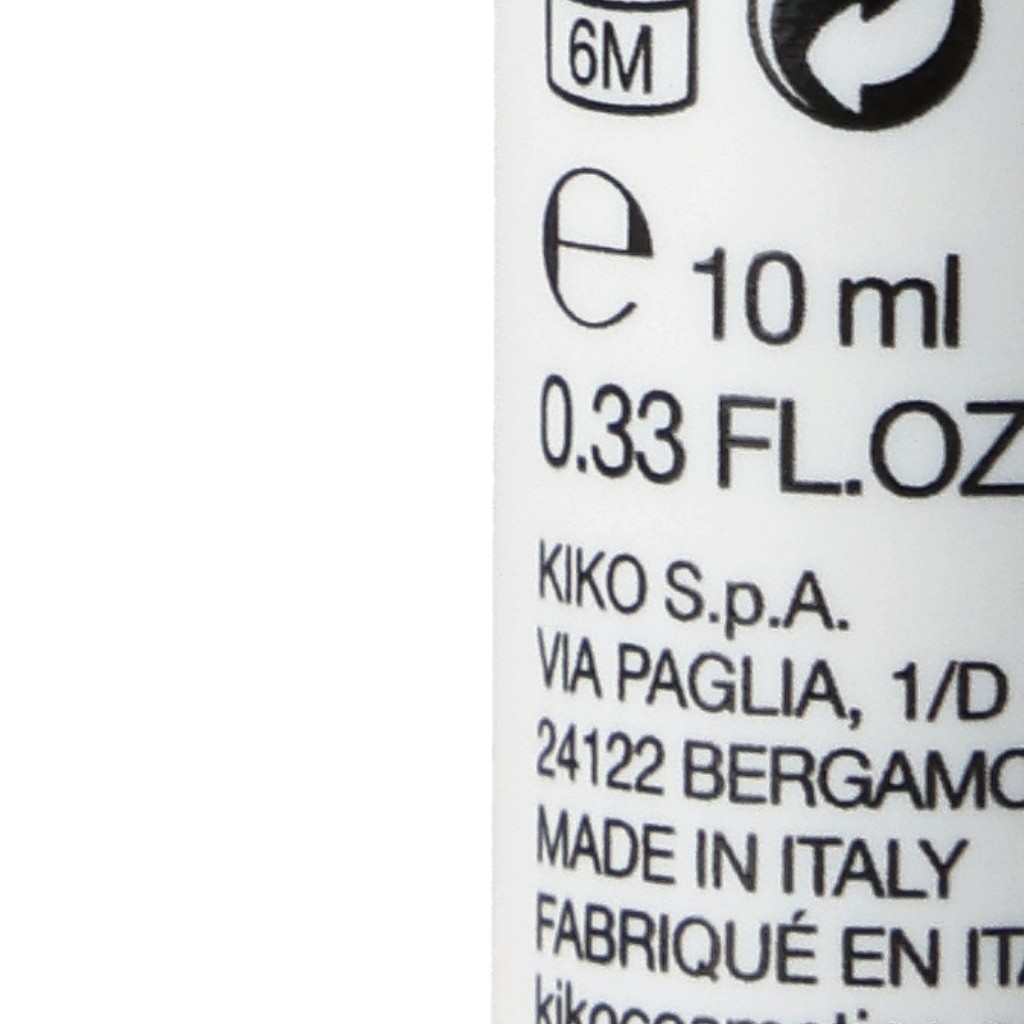 6M
℮ 10 ml
0.33 FL.OZ
KIKO S.p.A.
VIA PAGLIA, 1/D
24122 BERGAMO
MADE IN ITALY
FABRIQUÉ EN ITA